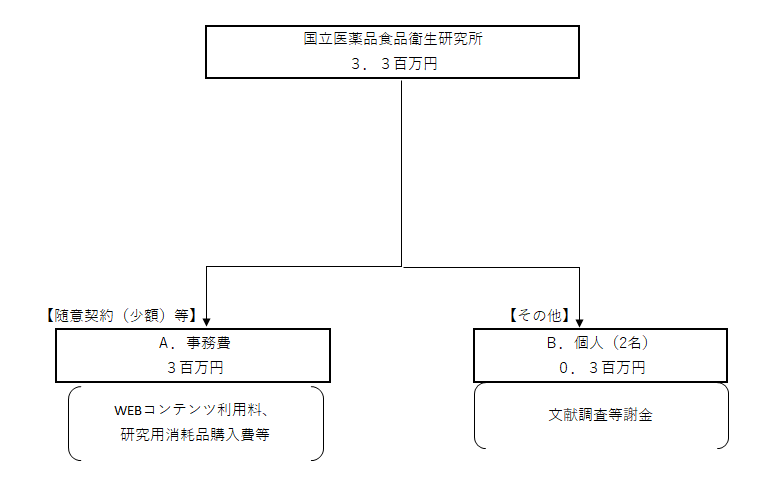 国立医薬品食品衛生研究所
３．３百万円
【随意契約（少額）等】
【その他】
Ａ．事務費
３百万円
Ｂ．個人（2名）
０．３百万円
WEBコンテンツ利用料、
研究用消耗品購入費等
文献調査等謝金